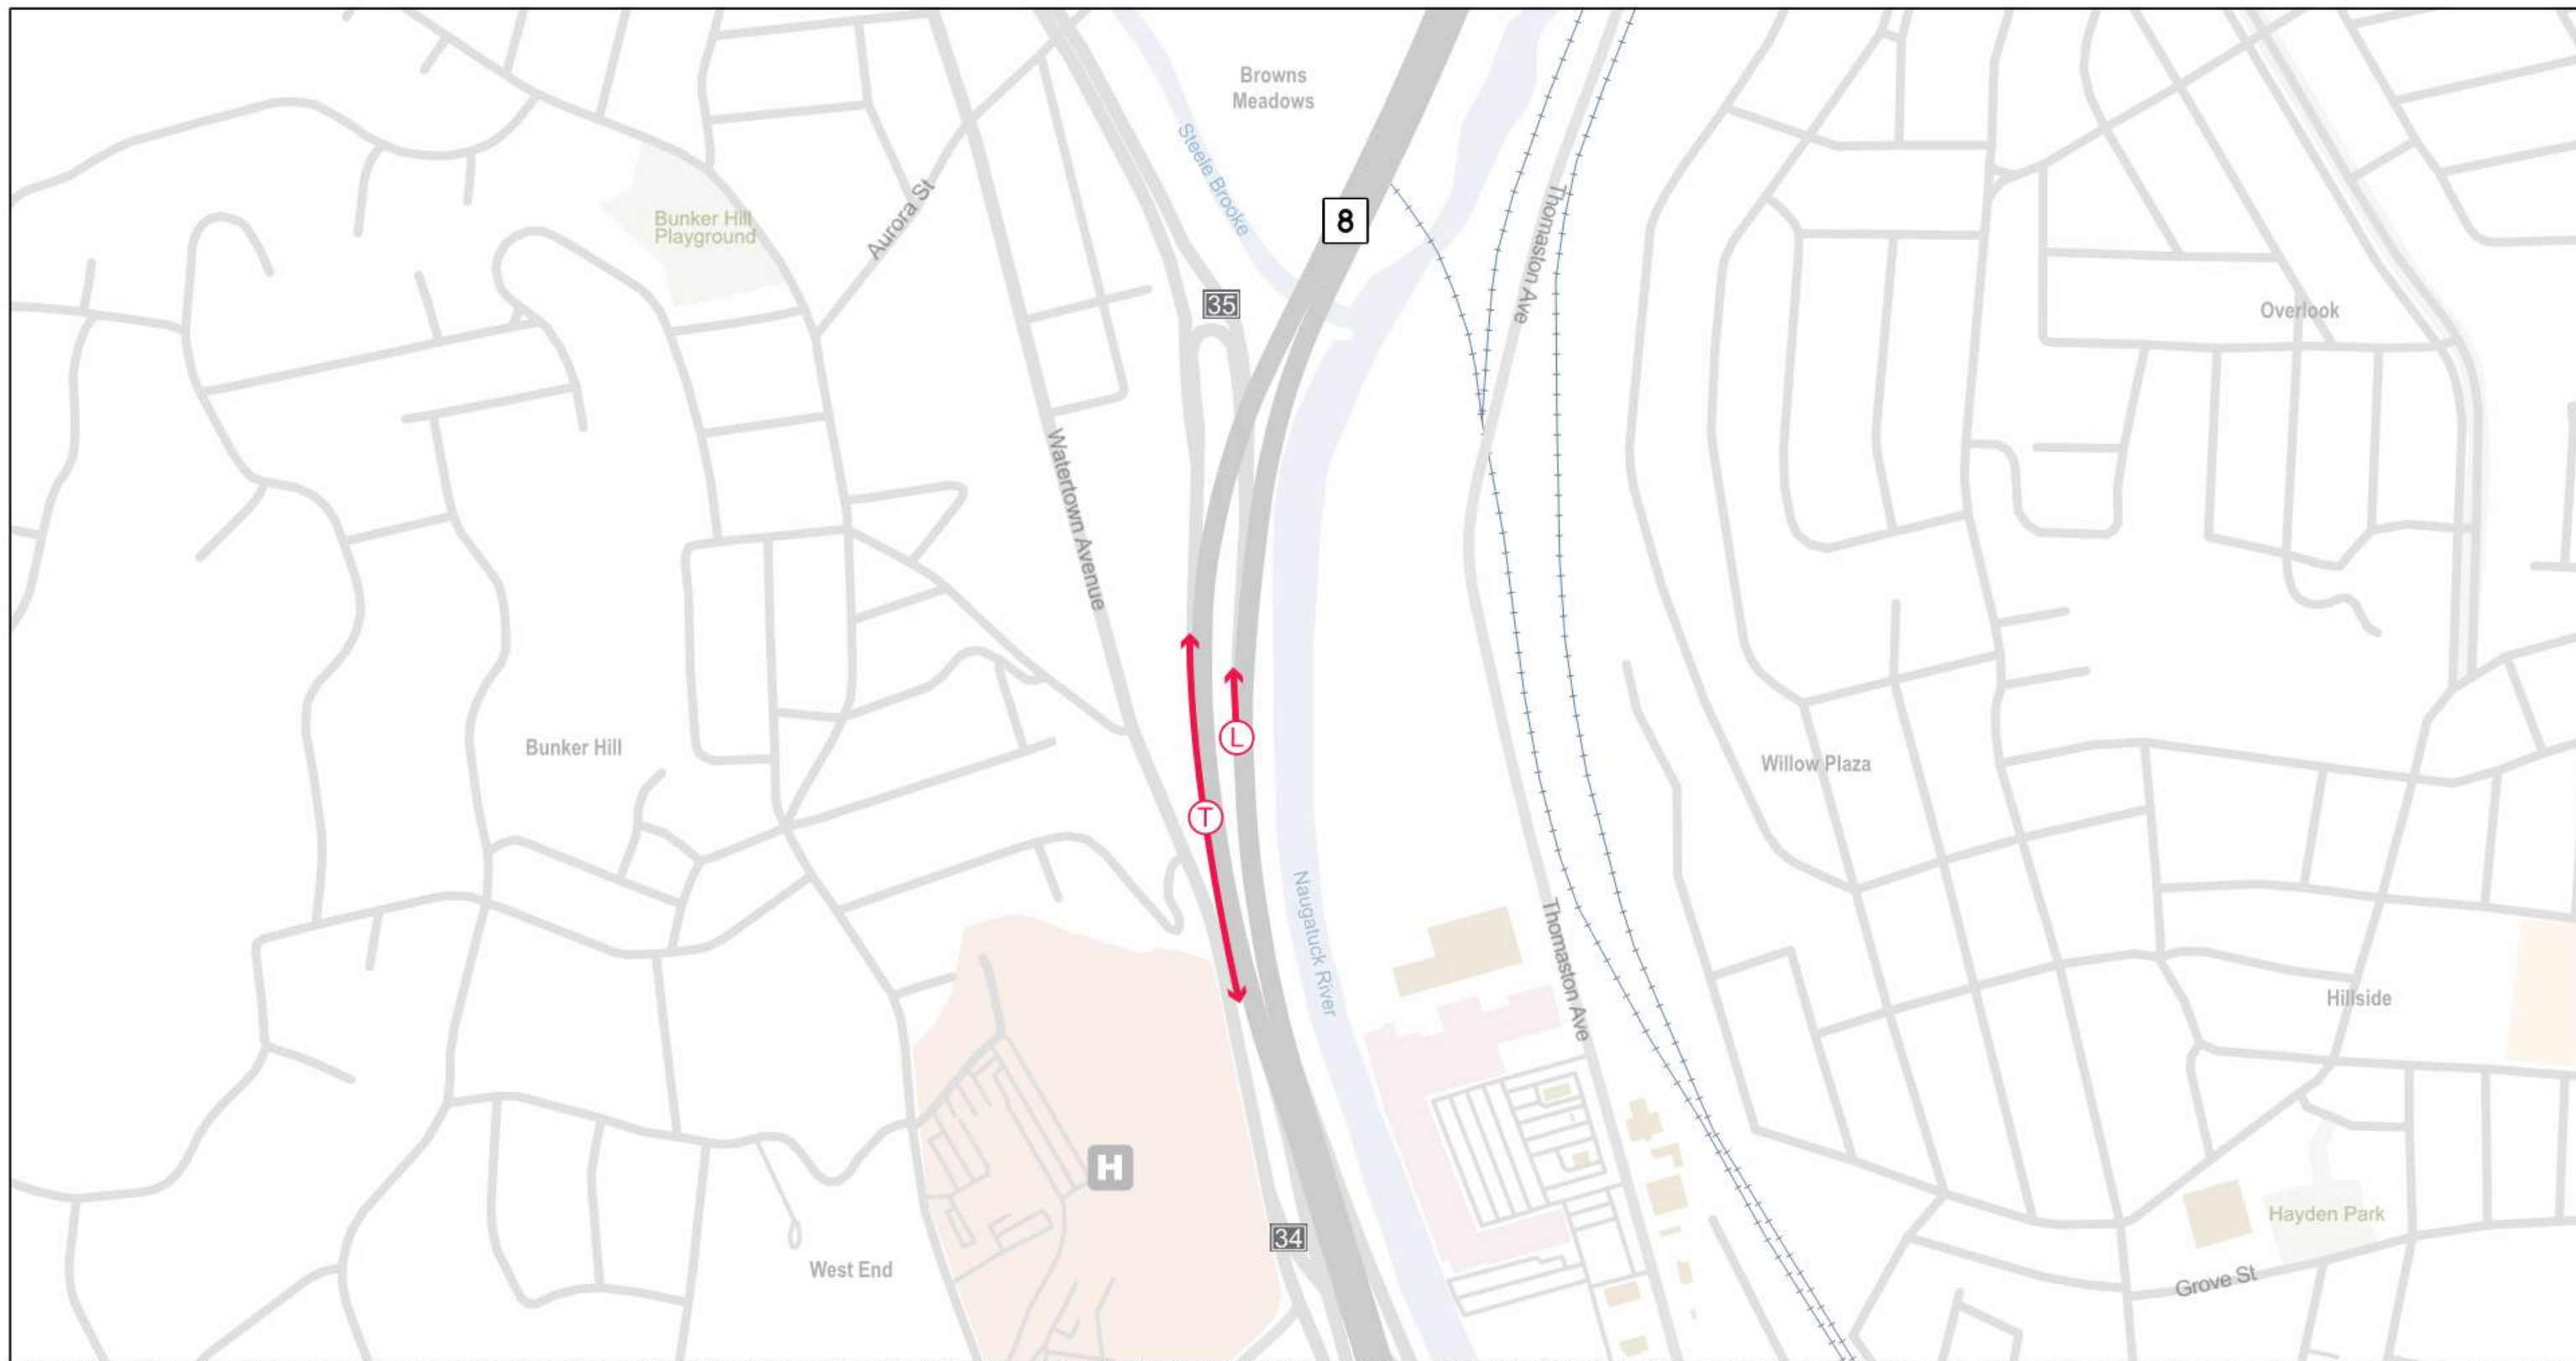 Browns
Meadows
Steele Brooke
Bunker Hill
Playground
Aurora St
8
Thomaston Ave
35
Overlook
Watertown Avenue
L
Bunker Hill
Willow Plaza
T
Naugatuck River
Thomaston Ave
Hillside
H
34
Hayden Park
West End
Grove St